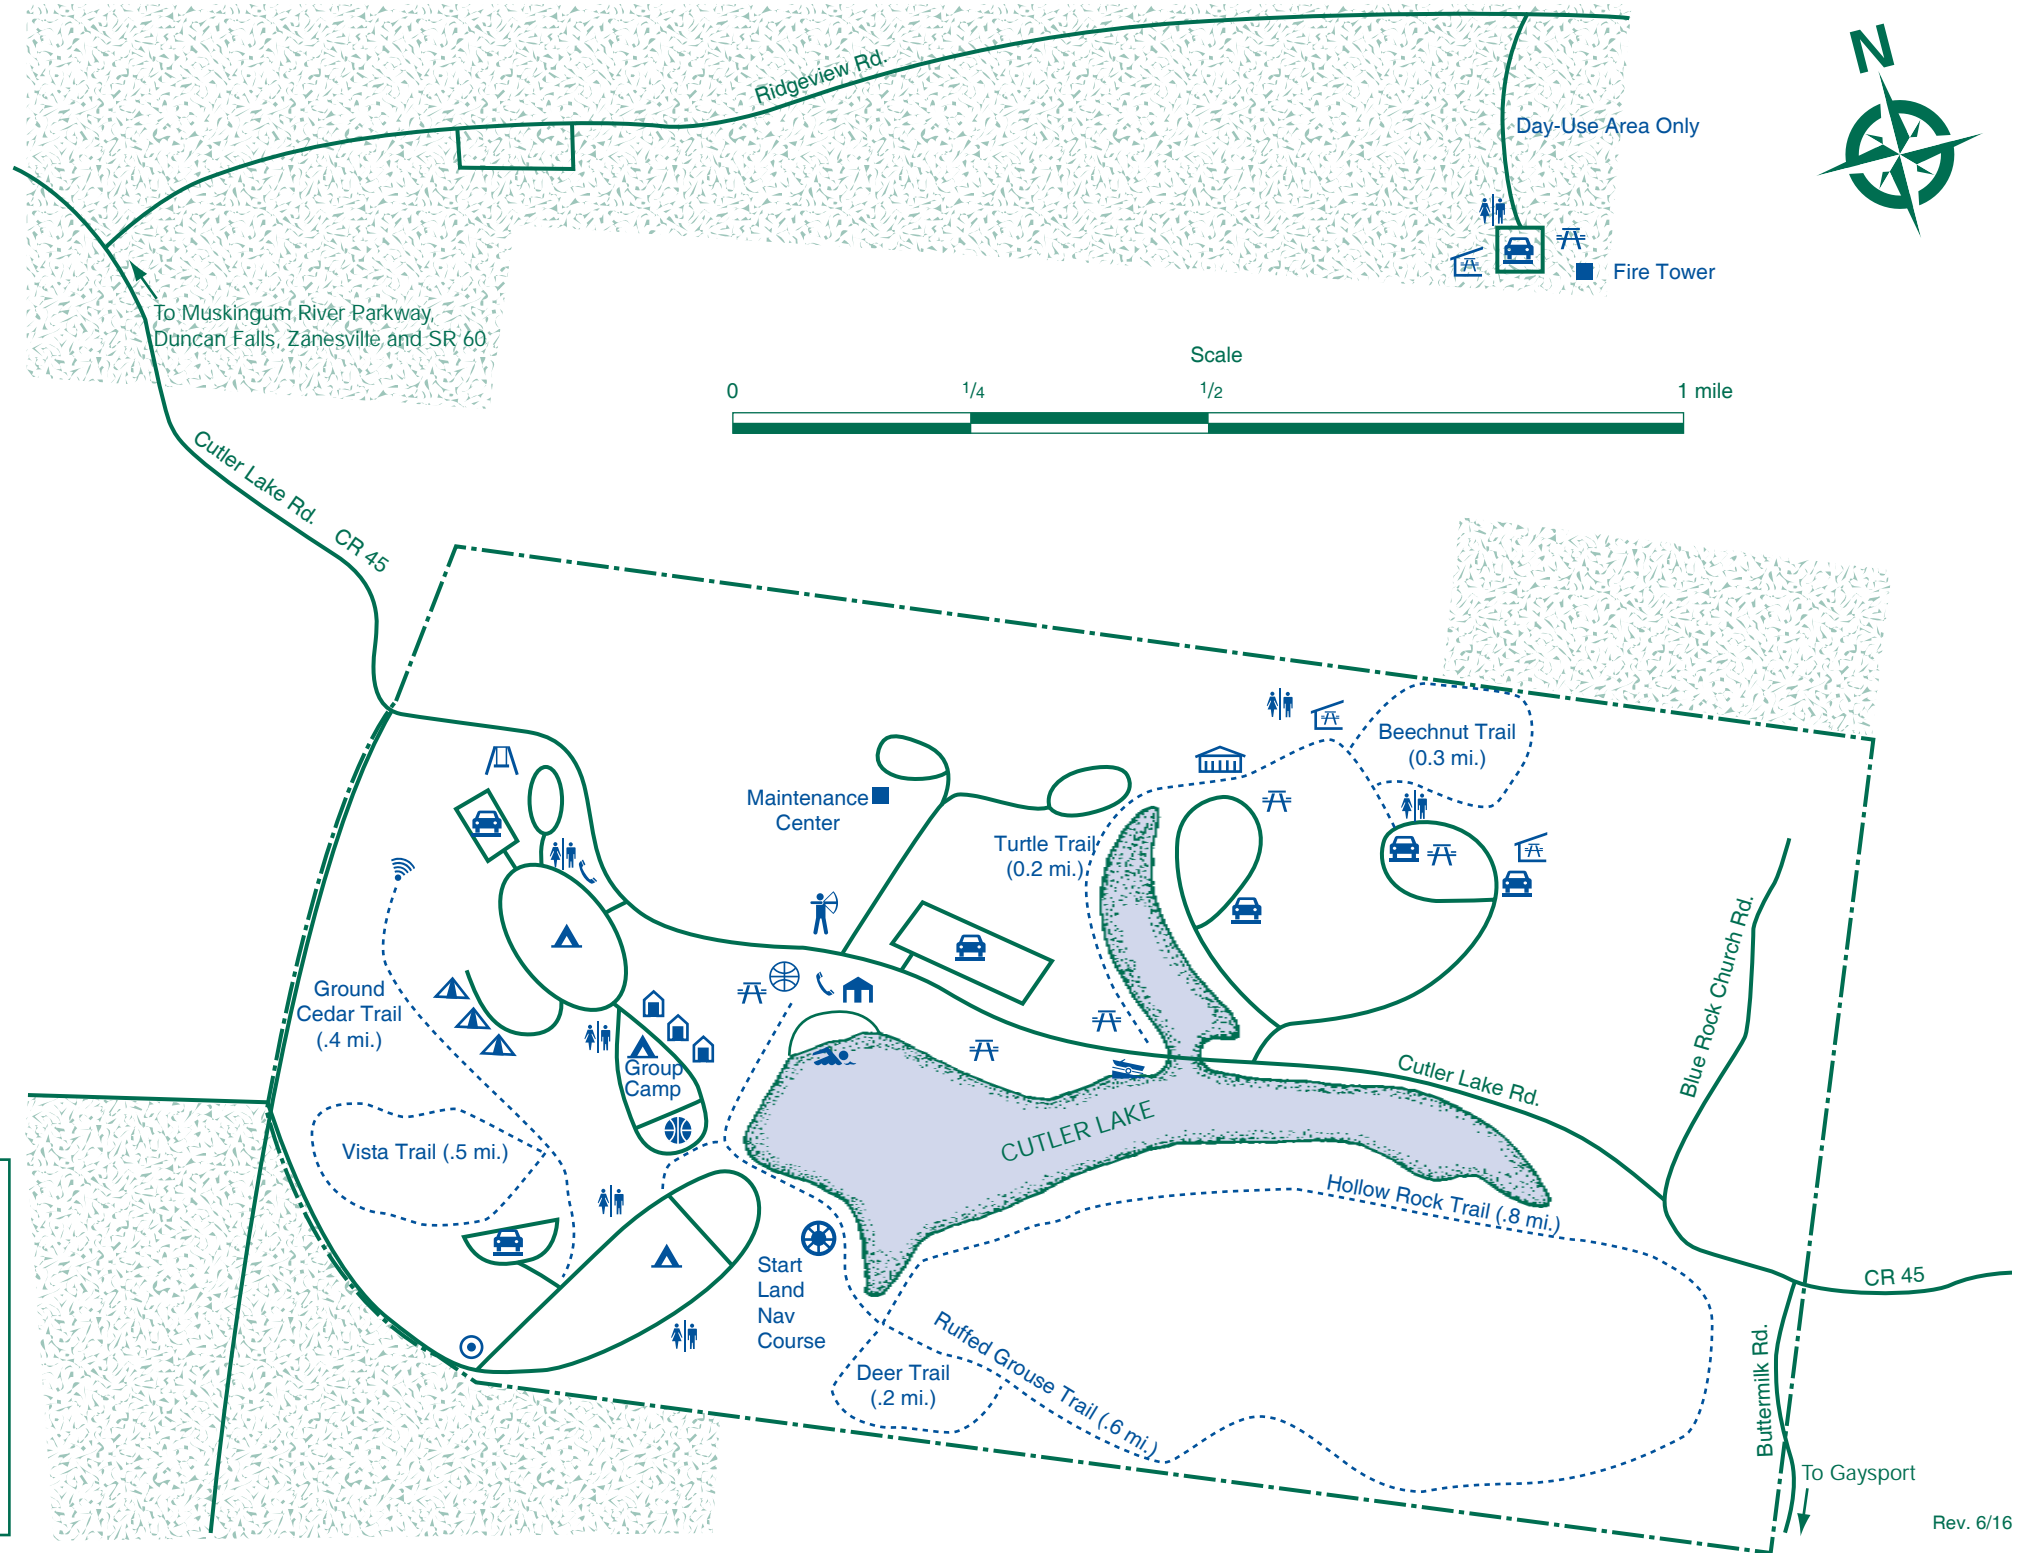 Ridgeview Rd.
N
Day-Use Area Only
Fire Tower
To Muskingum River Parkway,
Duncan Falls, Zanesville and SR 60
Scale
0
1/4
1/2
1 mile
Cutler Lake Rd.
CR 45
Beechnut Trail
(0.3 mi.)
Maintenance
Center
Turtle Trail
(0.2 mi.)
Blue Rock Church Rd.
Ground
Cedar Trail
(.4 mi.)
Group
Camp
Cutler Lake Rd.
CUTLER LAKE
Vista Trail (.5 mi.)
Hollow Rock Trail (.8 mi.)
Start
Land
Nav
Course
CR 45
Ruffed Grouse Trail (.6 mi.)
Deer Trail
(.2 mi.)
Buttermilk Rd.
To Gaysport
Rev. 6/16